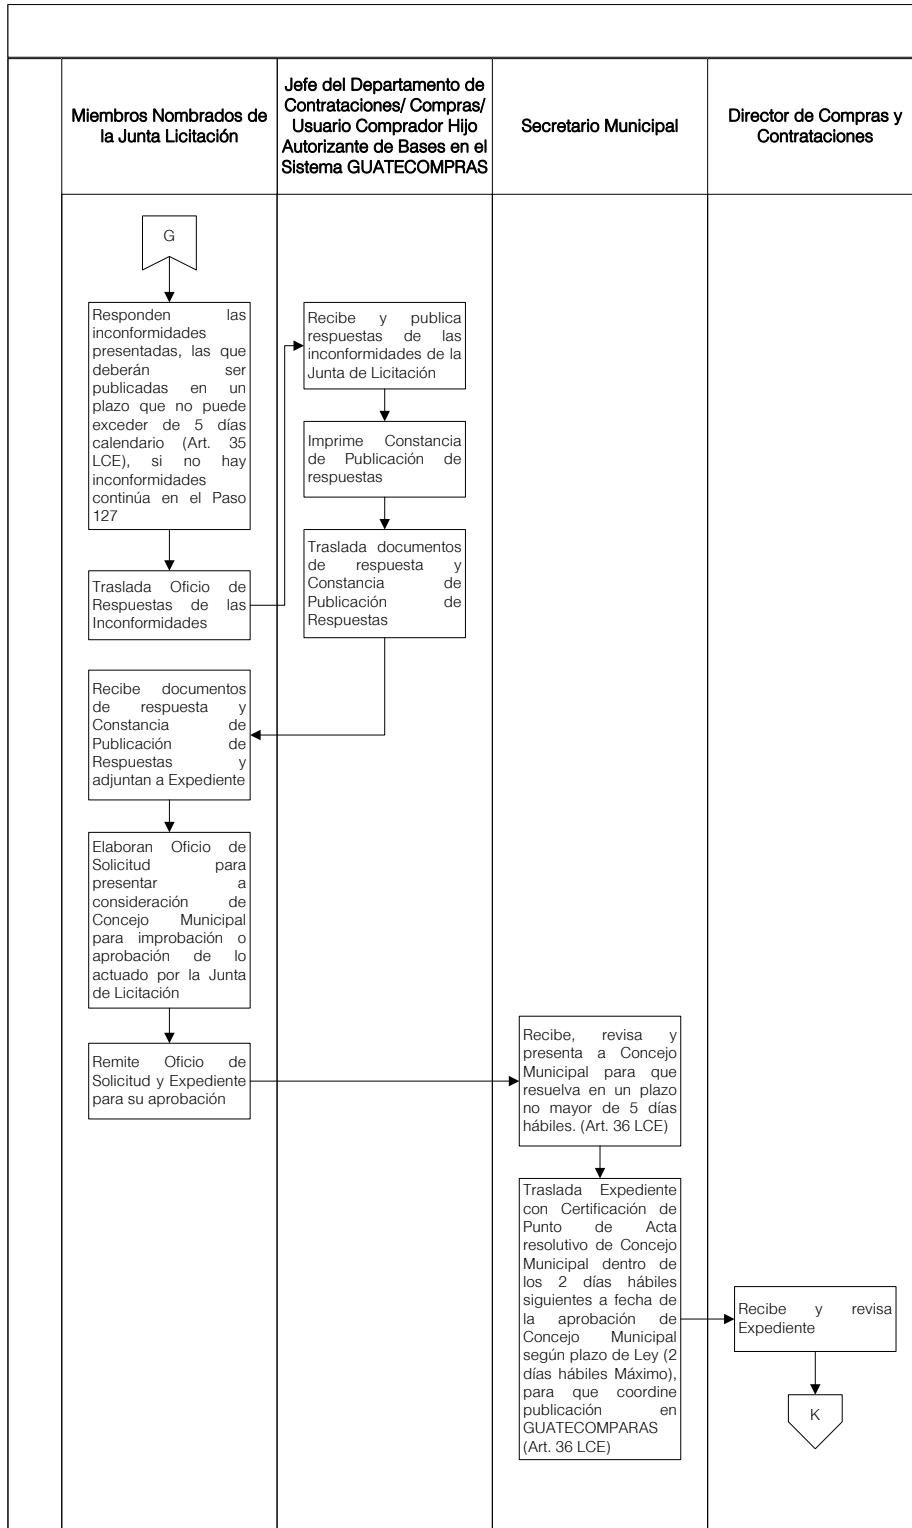 Miembros Nombrados de
la Junta Licitación
Jefe del Departamento de
Contrataciones/ Compras/
Usuario Comprador Hijo
Autorizante de Bases en el
Sistema GUATECOMPRAS
Secretario Municipal
Director de Compras y
Contrataciones
G
Responden las
inconformidades
presentadas, las que
deberán ser
publicadas en un
plazo que no puede
exceder de 5 días
calendario (Art. 35
LCE), si no hay
inconformidades
continúa en el Paso
127
Traslada Oficio de
Respuestas de las
Inconformidades
Recibe y publica
respuestas de las
inconformidades de la
Junta de Licitación
Imprime Constancia
de Publicación de
respuestas
Traslada documentos
de respuesta y
Constancia de
Publicación de
Respuestas
Recibe documentos
de respuesta y
Constancia de
Publicación de
Respuestas y
adjuntan a Expediente
Elaboran Oficio de
Solicitud para
presentar a
consideración de
Concejo Municipal
para improbación o
aprobación de lo
actuado por la Junta
de Licitación
Remite Oficio de
Solicitud y Expediente
para su aprobación
Recibe, revisa y
presenta a Concejo
Municipal para que
resuelva en un plazo
no mayor de 5 días
hábiles. (Art. 36 LCE)
Traslada Expediente
con Certificación de
Punto de Acta
resolutivo de Concejo
Municipal dentro de
los 2 días hábiles
siguientes a fecha de
la aprobación de
Concejo Municipal
según plazo de Ley (2
días hábiles Máximo),
para que coordine
publicación en
GUATECOMPARAS
(Art. 36 LCE)
Recibe y revisa
Expediente
K